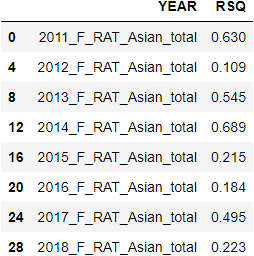 YEAR RSQ
0 2011_F_RAT_Asian_total 0.630
4 2012_F_RAT_Asian_total 0.109
8 2013_F_RAT_Asian_total 0.545
12 2014_F_RAT_Asian_total 0.689
16 2015_F_RAT_Asian_total 0.215
20 2016_F_RAT_Asian_total 0.184
24 2017_F_RAT_Asian_total 0.495
28 2018_F_RAT_Asian_total 0.223